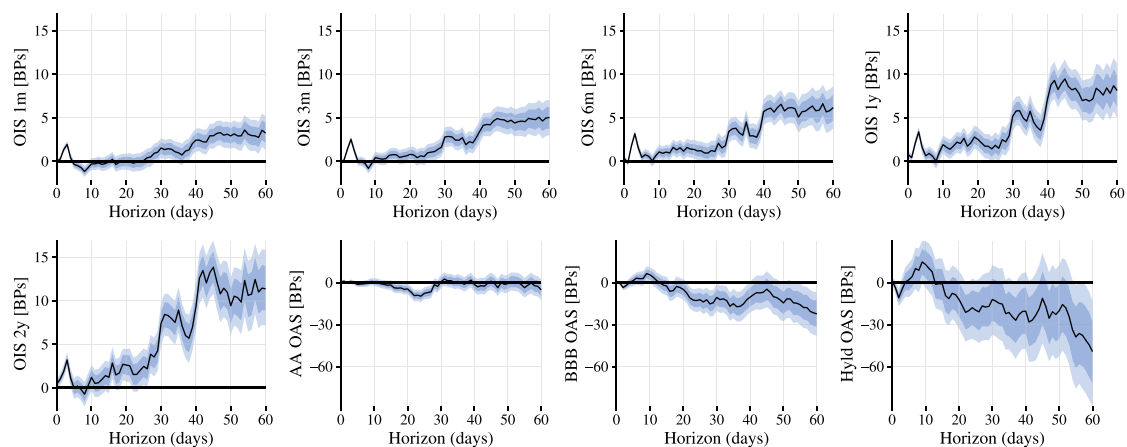 OIS 1m [BPs]
15
10
5
0
0 10 20 30 40 50 60
Horizon (days)
OIS 3m [BPs]
15
10
5
0
0 10 20 30 40 50 60
Horizon (days)
OIS 6m [BPs]
15
10
5
0
0 10 20 30 40 50 60
Horizon (days)
OIS 1y [BPs]
15
10
5
0
0 10 20 30 40 50 60
Horizon (days)
OIS 2y [BPs]
15
10
5
0
0 10 20 30 40 50 60
Horizon (days)
AA OAS [BPs]
0
−30
−60
0 10 20 30 40 50 60
Horizon (days)
BBB OAS [BPs]
0
−30
−60
0 10 20 30 40 50 60
Horizon (days)
Hyld OAS [BPs]
0
−30
−60
0 10 20 30 40 50 60
Horizon (days)